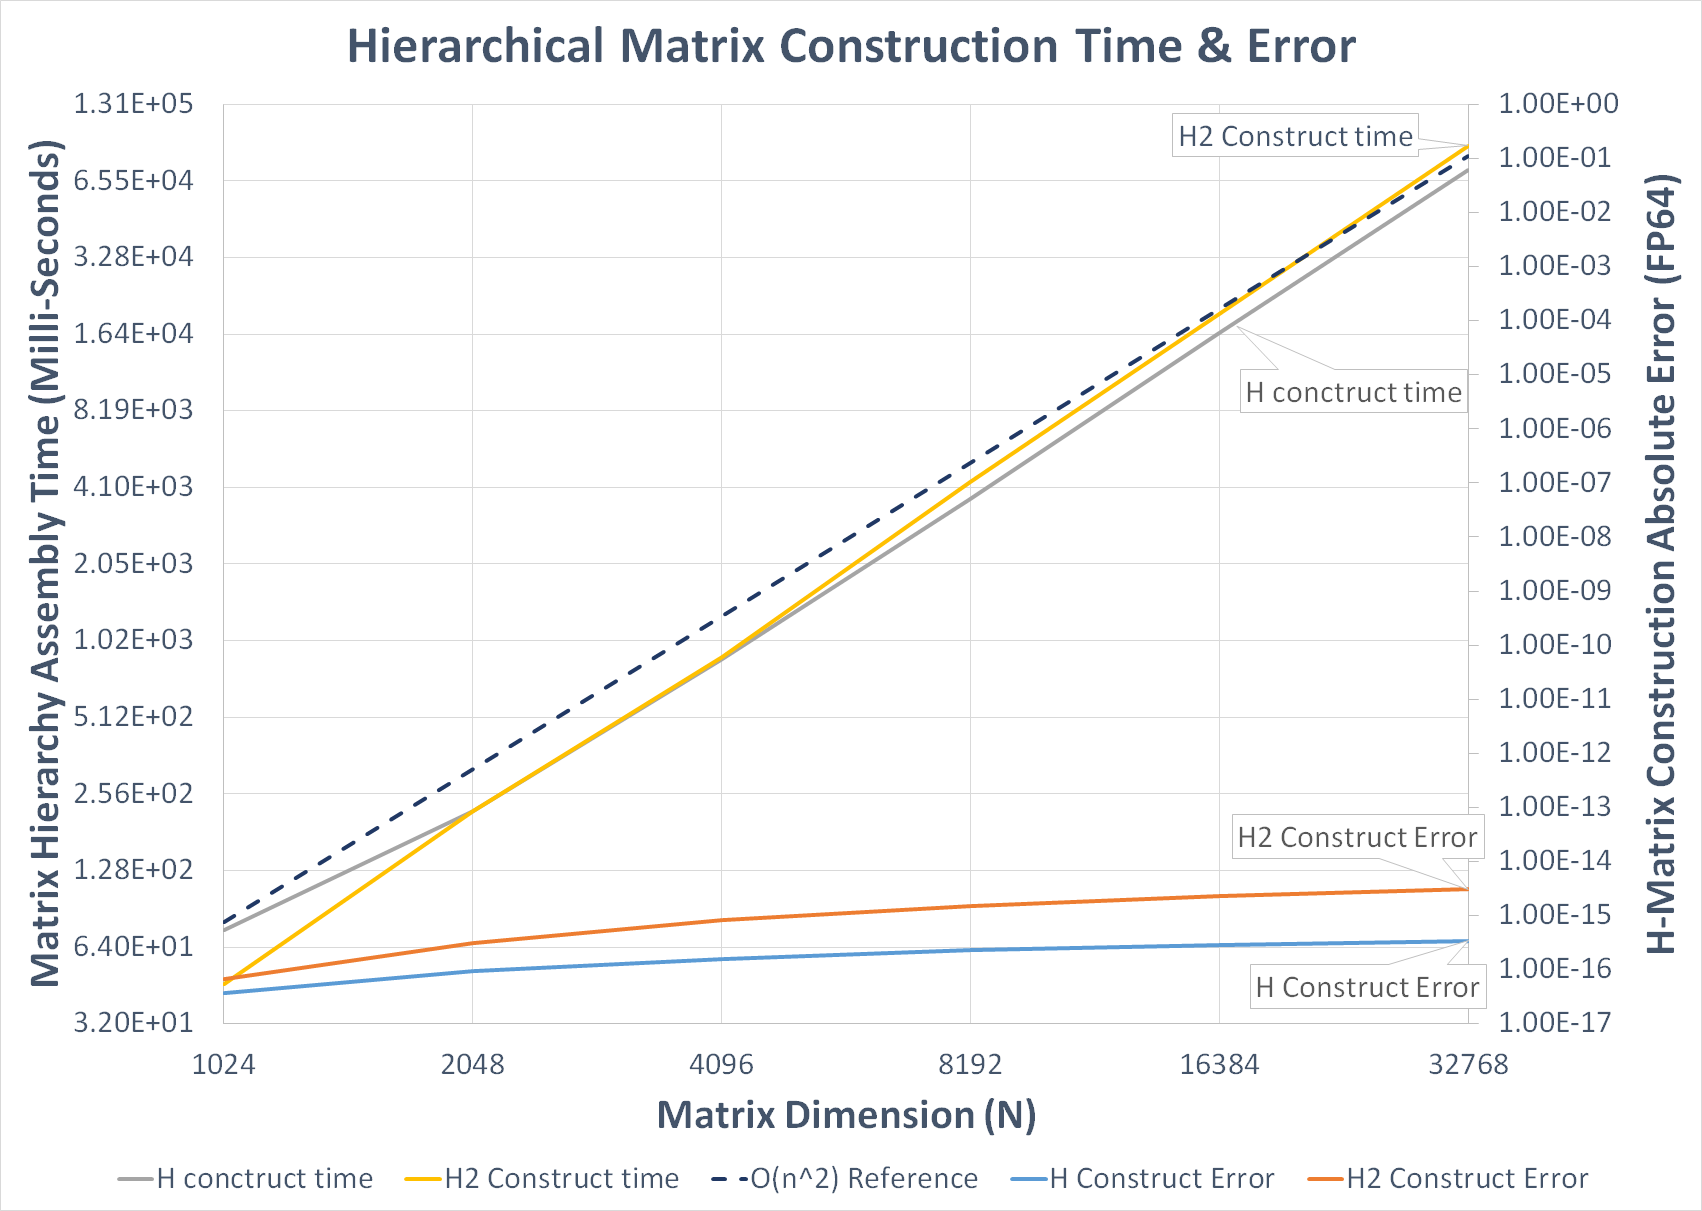 Hierarchical Matrix Construction Time & Error
Matrix Hierarchy Assembly Time (Milli-Seconds)
1.31E+05
6.55E+04
3.28E+04
1.64E+04
8.19E+03
4.10E+03
2.05E+03
1.02E+03
5.12E+02
2.56E+02
1.28E+02
6.40E+01
3.20E+01
H2 Construct time
H conctruct time
H2 Construct Error
H Construct Error
1.00E+00
1.00E-01
1.00E-02
1.00E-03
1.00E-04
1.00E-05
1.00E-06
1.00E-07
1.00E-08
1.00E-09
1.00E-10
1.00E-11
1.00E-12
1.00E-13
1.00E-14
1.00E-15
1.00E-16
1.00E-17
H-Matrix Construction Absolute Error (FP64)
1024 2048 4096 8192 16384 32768
Matrix Dimension (N)
H conctruct time H2 Construct time O(n^2) Reference H Construct Error H2 Construct Error